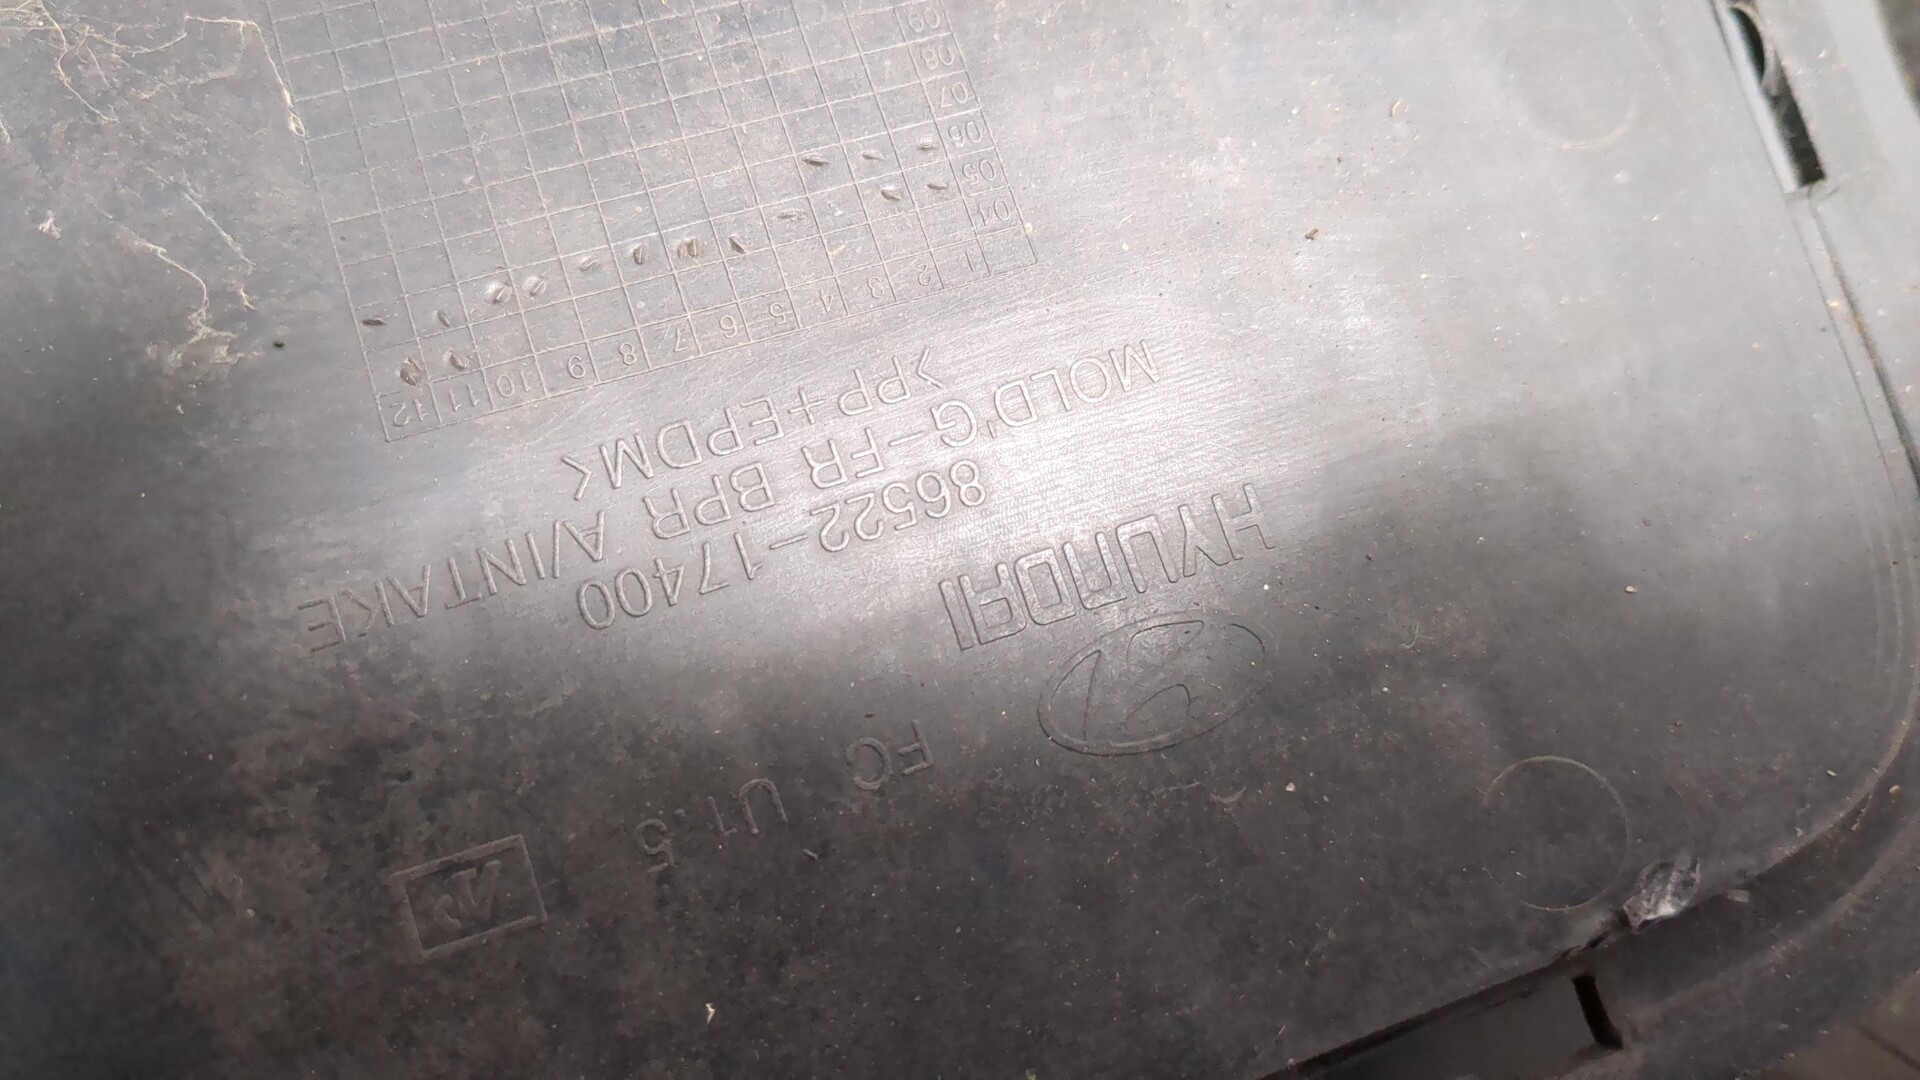 FC U1.5
HYUNDAI
86522-17400
MOLD'G-FR BPR A/INTAKE
>PP+EPDM<
1 2 3 4 5 6 7 8 9 10 11 12
04
05
06
07
08
09